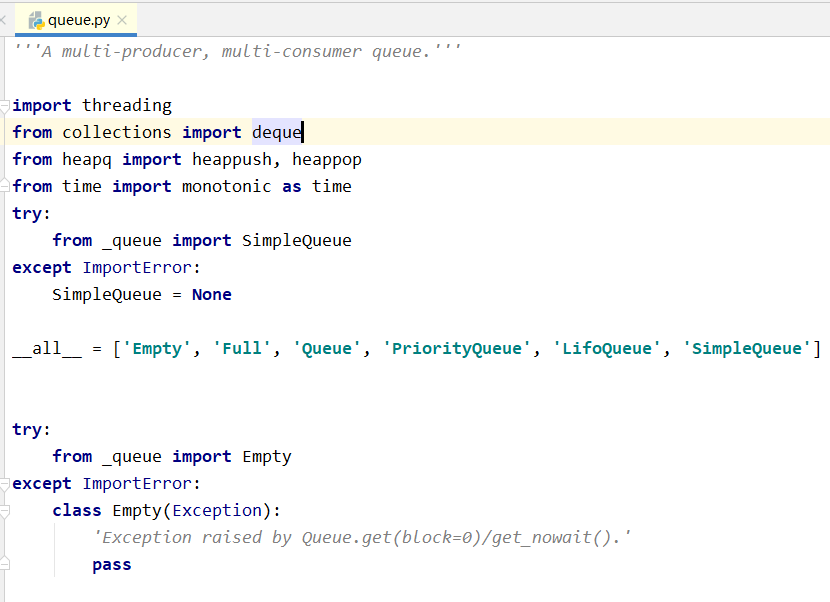 queue.py
'''A multi-producer, multi-consumer queue.'''
import threading
from collections import deque
from heapq import heappush, heappop
from time import monotonic as time
try:
    from _queue import SimpleQueue
except ImportError:
    SimpleQueue = None
__all__ = ['Empty', 'Full', 'Queue', 'PriorityQueue', 'LifoQueue', 'SimpleQueue']
try:
    from _queue import Empty
except ImportError:
    class Empty(Exception):
        'Exception raised by Queue.get(block=0)/get_nowait().'
        pass